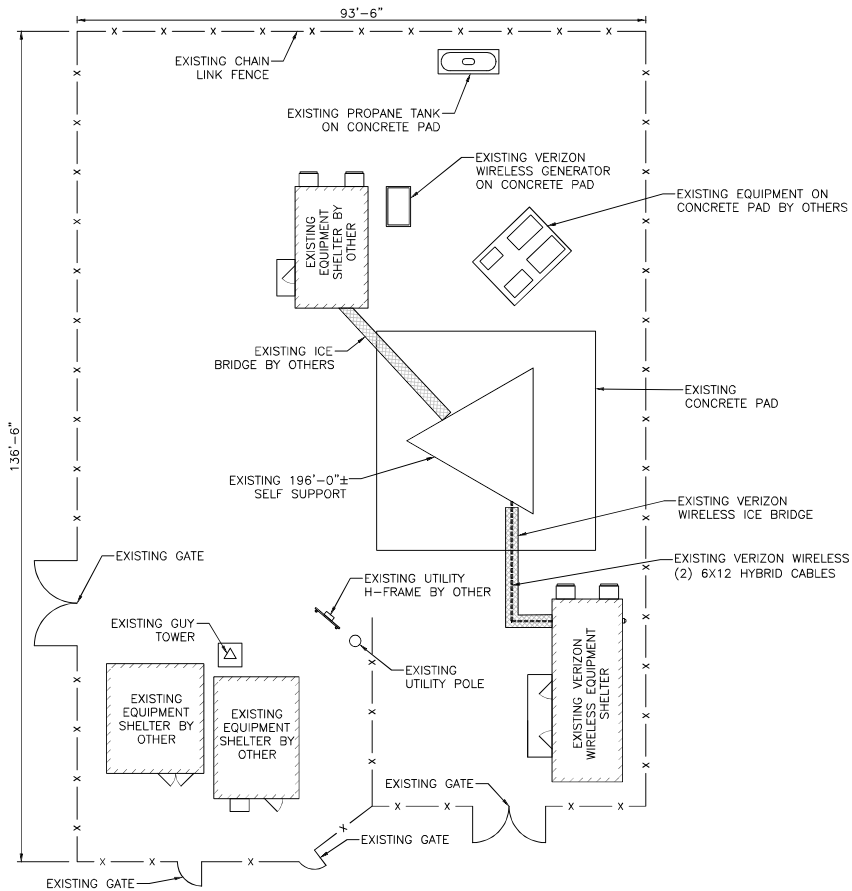 93'-6"
EXISTING CHAIN
LINK FENCE
EXISTING PROPANE TANK
ON CONCRETE PAD
EXISTING VERIZON
WIRELESS GENERATOR
ON CONCRETE PAD
EXISTING EQUIPMENT ON
CONCRETE PAD BY OTHERS
EXISTING
EQUIPMENT
SHELTER BY
OTHER
EXISTING ICE
BRIDGE BY OTHERS
EXISTING
CONCRETE PAD
136'-6"
EXISTING 196'-0"±
SELF SUPPORT
EXISTING VERIZON
WIRELESS ICE BRIDGE
EXISTING GATE
EXISTING UTILITY
H-FRAME BY OTHER
EXISTING VERIZON WIRELESS
(2) 6X12 HYBRID CABLES
EXISTING GUY
TOWER
EXISTING
UTILITY POLE
EXISTING VERIZON
WIRELESS EQUIPMENT
SHELTER
EXISTING
EQUIPMENT
SHELTER BY
OTHER
EXISTING
EQUIPMENT
SHELTER BY
OTHER
EXISTING GATE
EXISTING GATE
EXISTING GATE